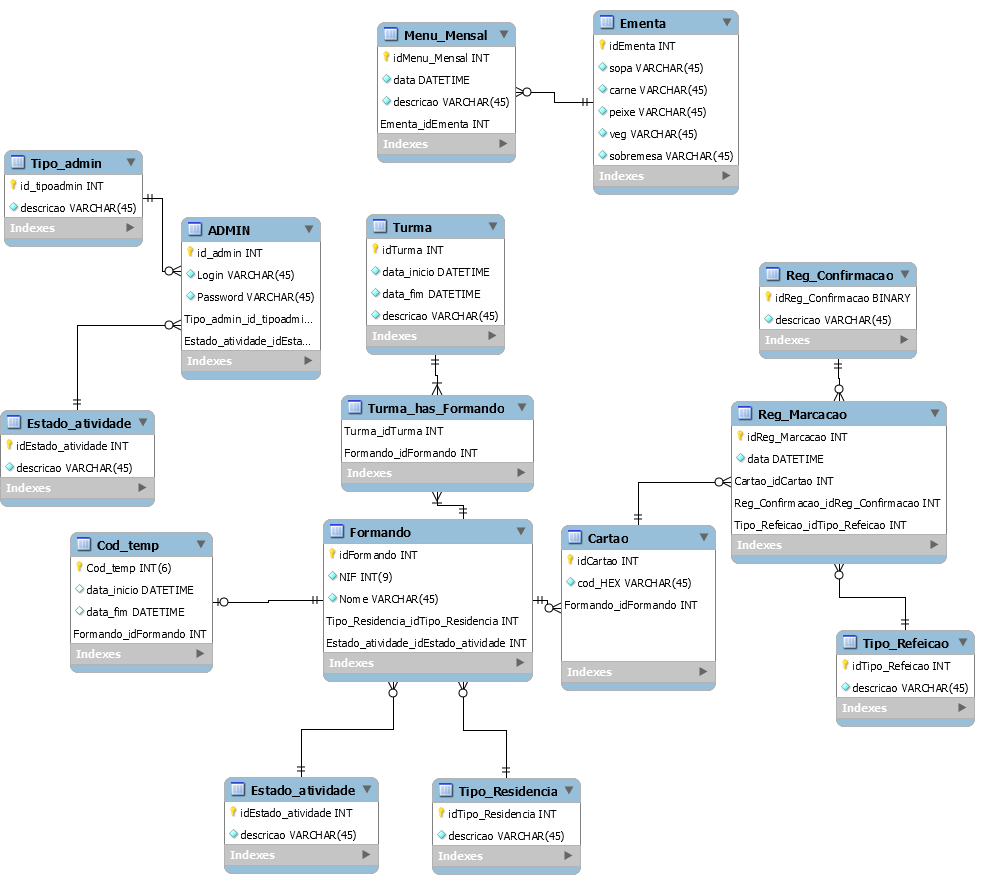 Menu_Mensal
idMenu_Mensal INT
data DATETIME
descricao VARCHAR(45)
Ementa_idEmenta INT
Indexes
Ementa
idEmenta INT
sopa VARCHAR(45)
carne VARCHAR(45)
peixe VARCHAR(45)
veg VARCHAR(45)
sobremesa VARCHAR(45)
Indexes
Tipo_admin
id_tipoadmin INT
descricao VARCHAR(45)
Indexes
ADMIN
id_admin INT
Login VARCHAR(45)
Password VARCHAR(45)
Tipo_admin_id_tipoadmi...
Estado_atividade_idEsta...
Indexes
Turma
idTurma INT
data_inicio DATETIME
data_fim DATETIME
descricao VARCHAR(45)
Indexes
Reg_Confirmacao
idReg_Confirmacao BINARY
descricao VARCHAR(45)
Indexes
Estado_atividade
idEstado_atividade INT
descricao VARCHAR(45)
Indexes
Turma_has_Formando
Turma_idTurma INT
Formando_idFormando INT
Indexes
Reg_Marcacao
idReg_Marcacao INT
data DATETIME
Cartao_idCartao INT
Reg_Confirmacao_idReg_Confirmacao INT
Tipo_Refeicao_idTipo_Refeicao INT
Indexes
Cod_temp
Cod_temp INT(6)
data_inicio DATETIME
data_fim DATETIME
Formando_idFormando INT
Indexes
Formando
idFormando INT
NIF INT(9)
Nome VARCHAR(45)
Tipo_Residencia_idTipo_Residencia INT
Estado_atividade_idEstado_atividade INT
Indexes
Cartao
idCartao INT
cod_HEX VARCHAR(45)
Formando_idFormando INT
Indexes
Tipo_Refeicao
idTipo_Refeicao INT
descricao VARCHAR(45)
Indexes
Estado_atividade
idEstado_atividade INT
descricao VARCHAR(45)
Indexes
Tipo_Residencia
idTipo_Residencia INT
descricao VARCHAR(45)
Indexes